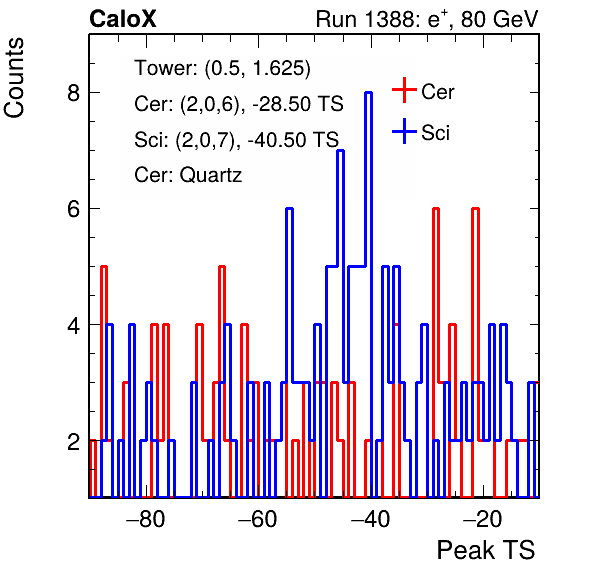 CaloX Run 1388: e⁺, 80 GeV
Counts
Tower: (0.5, 1.625)
Cer: (2,0,6), -28.50 TS
Sci: (2,0,7), -40.50 TS
Cer: Quartz
Cer
Sci
8
6
4
2
−80 −60 −40 −20
Peak TS